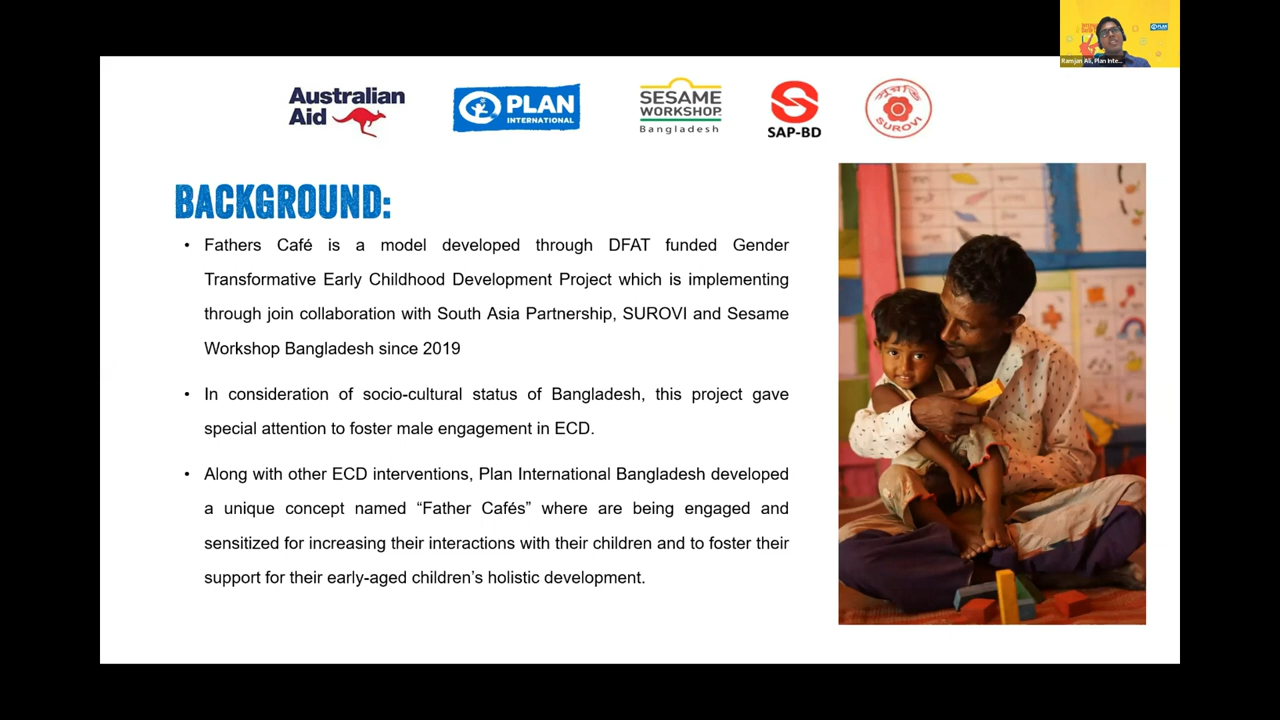 Ramjan Ali, Plan Inte...
PLAN
Australian
Aid
PLAN
INTERNATIONAL
SESAME
WORKSHOP
Bangladesh
SAP-BD
SUROVI
BACKGROUND:
• Fathers Café is a model developed through DFAT funded Gender
Transformative Early Childhood Development Project which is implementing
through join collaboration with South Asia Partnership, SUROVI and Sesame
Workshop Bangladesh since 2019
• In consideration of socio-cultural status of Bangladesh, this project gave
special attention to foster male engagement in ECD.
• Along with other ECD interventions, Plan International Bangladesh developed
a unique concept named “Father Cafés” where are being engaged and
sensitized for increasing their interactions with their children and to foster their
support for their early-aged children’s holistic development.